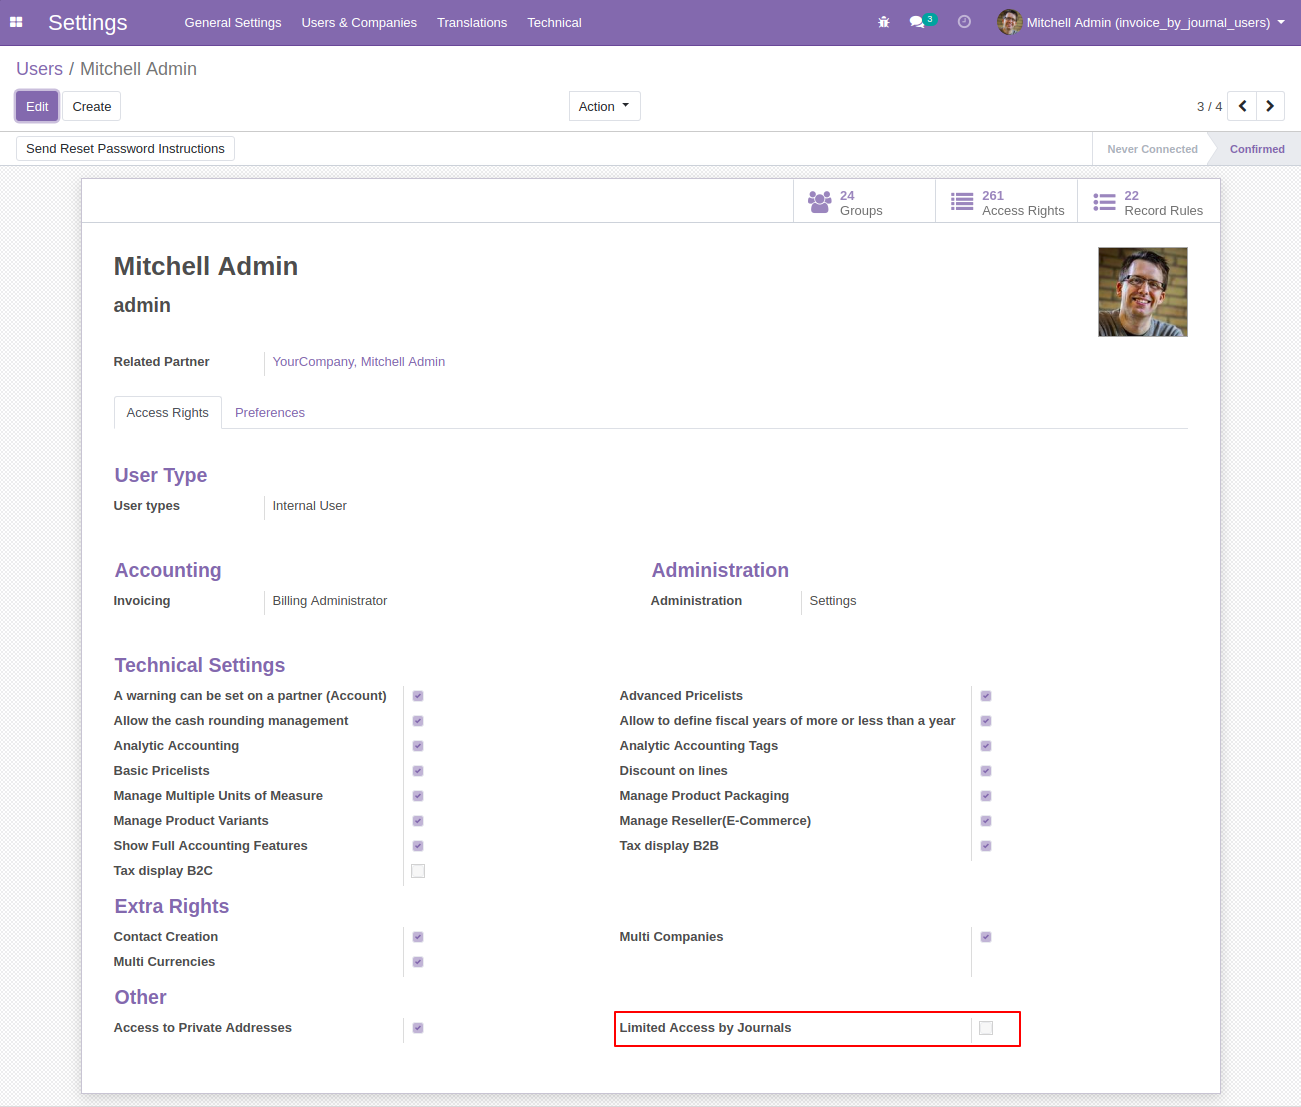 Settings General Settings Users & Companies Translations Technical 3 Mitchell Admin (invoice_by_journal_users)
Users / Mitchell Admin
Edit Create Action 3 / 4
Send Reset Password Instructions Never Connected Confirmed
24 261 22
Groups Access Rights Record Rules
Mitchell Admin
admin
Related Partner YourCompany, Mitchell Admin
Access Rights Preferences
User Type
User types Internal User
Accounting Administration
Invoicing Billing Administrator Administration Settings
Technical Settings
A warning can be set on a partner (Account) Advanced Pricelists
Allow the cash rounding management Allow to define fiscal years of more or less than a year
Analytic Accounting Analytic Accounting Tags
Basic Pricelists Discount on lines
Manage Multiple Units of Measure Manage Product Packaging
Manage Product Variants Manage Reseller(E-Commerce)
Show Full Accounting Features Tax display B2B
Tax display B2C
Extra Rights
Contact Creation Multi Companies
Multi Currencies
Other
Access to Private Addresses Limited Access by Journals